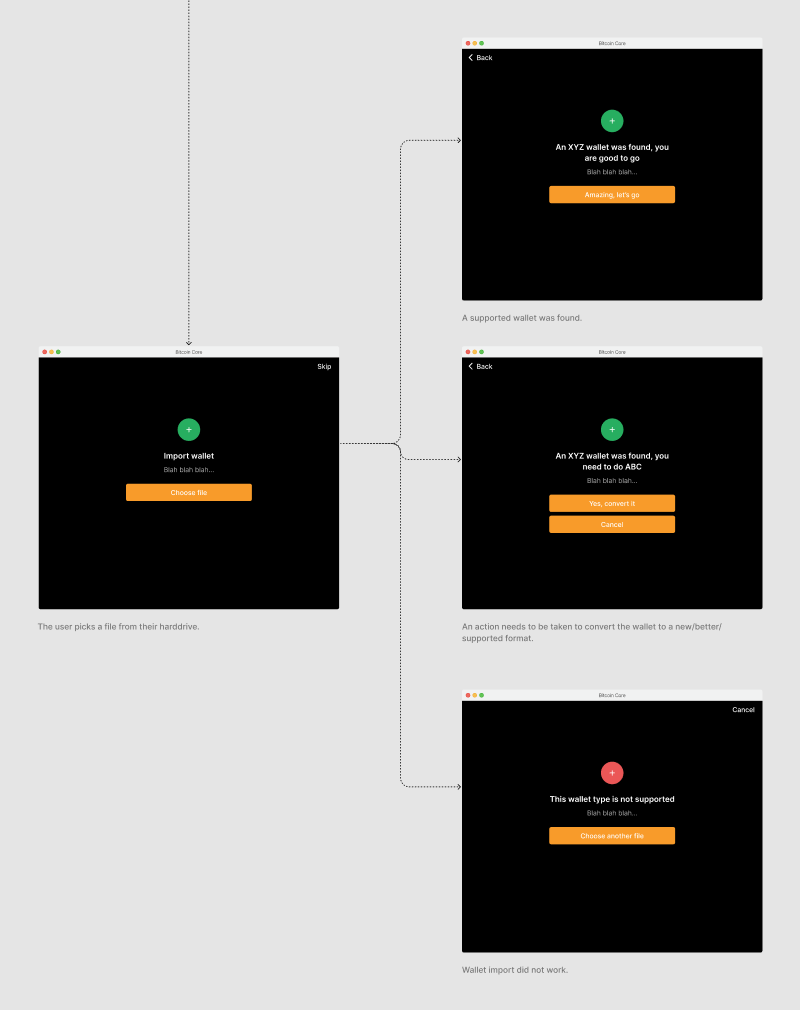 Bitcoin Core
Back
An XYZ wallet was found, you
are good to go
Blah blah blah...
Amazing, let's go
A supported wallet was found.
Bitcoin Core
Skip
Import wallet
Blah blah blah...
Choose file
The user picks a file from their harddrive.
Bitcoin Core
Back
An XYZ wallet was found, you
need to do ABC
Blah blah blah...
Yes, convert it
Cancel
An action needs to be taken to convert the wallet to a new/better/
supported format.
Bitcoin Core
Cancel
This wallet type is not supported
Blah blah blah...
Choose another file
Wallet import did not work.